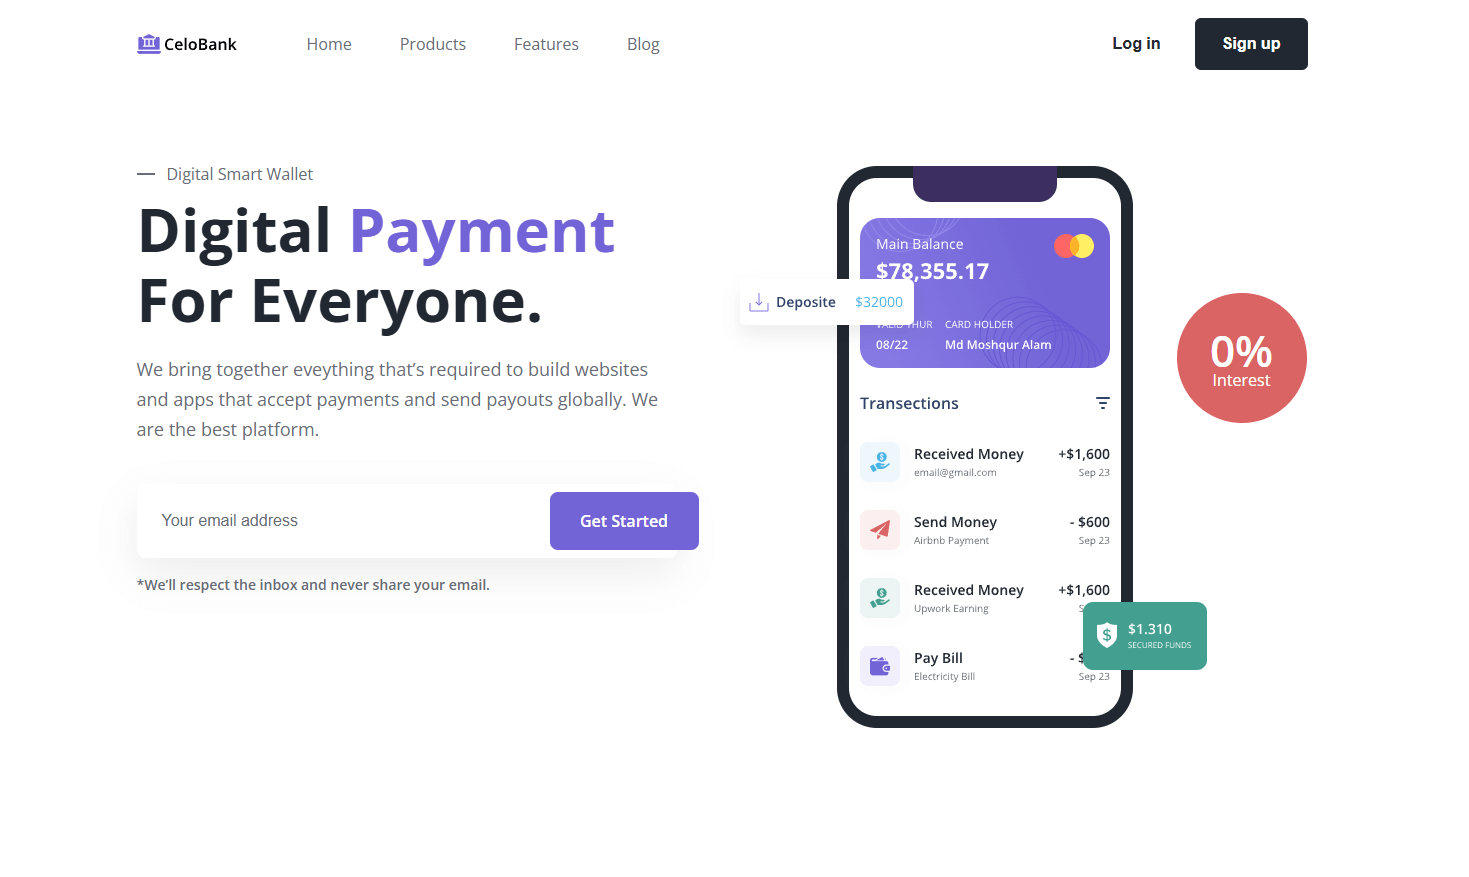 CeloBank
Home
Products
Features
Blog
Log in
Sign up
Digital Smart Wallet
Digital Payment
For Everyone.
We bring together eveything that’s required to build websites
and apps that accept payments and send payouts globally. We
are the best platform.
Your email address
Get Started
*We’ll respect the inbox and never share your email.
Main Balance
$78,355.17
Deposite $32000
VALID THUR CARD HOLDER
08/22 Md Moshqur Alam
0%
Interest
Transections
Received Money +$1,600
email@gmail.com Sep 23
Send Money - $600
Airbnb Payment Sep 23
Received Money +$1,600
Upwork Earning
$1.310
SECURED FUNDS
Pay Bill
Electricity Bill Sep 23